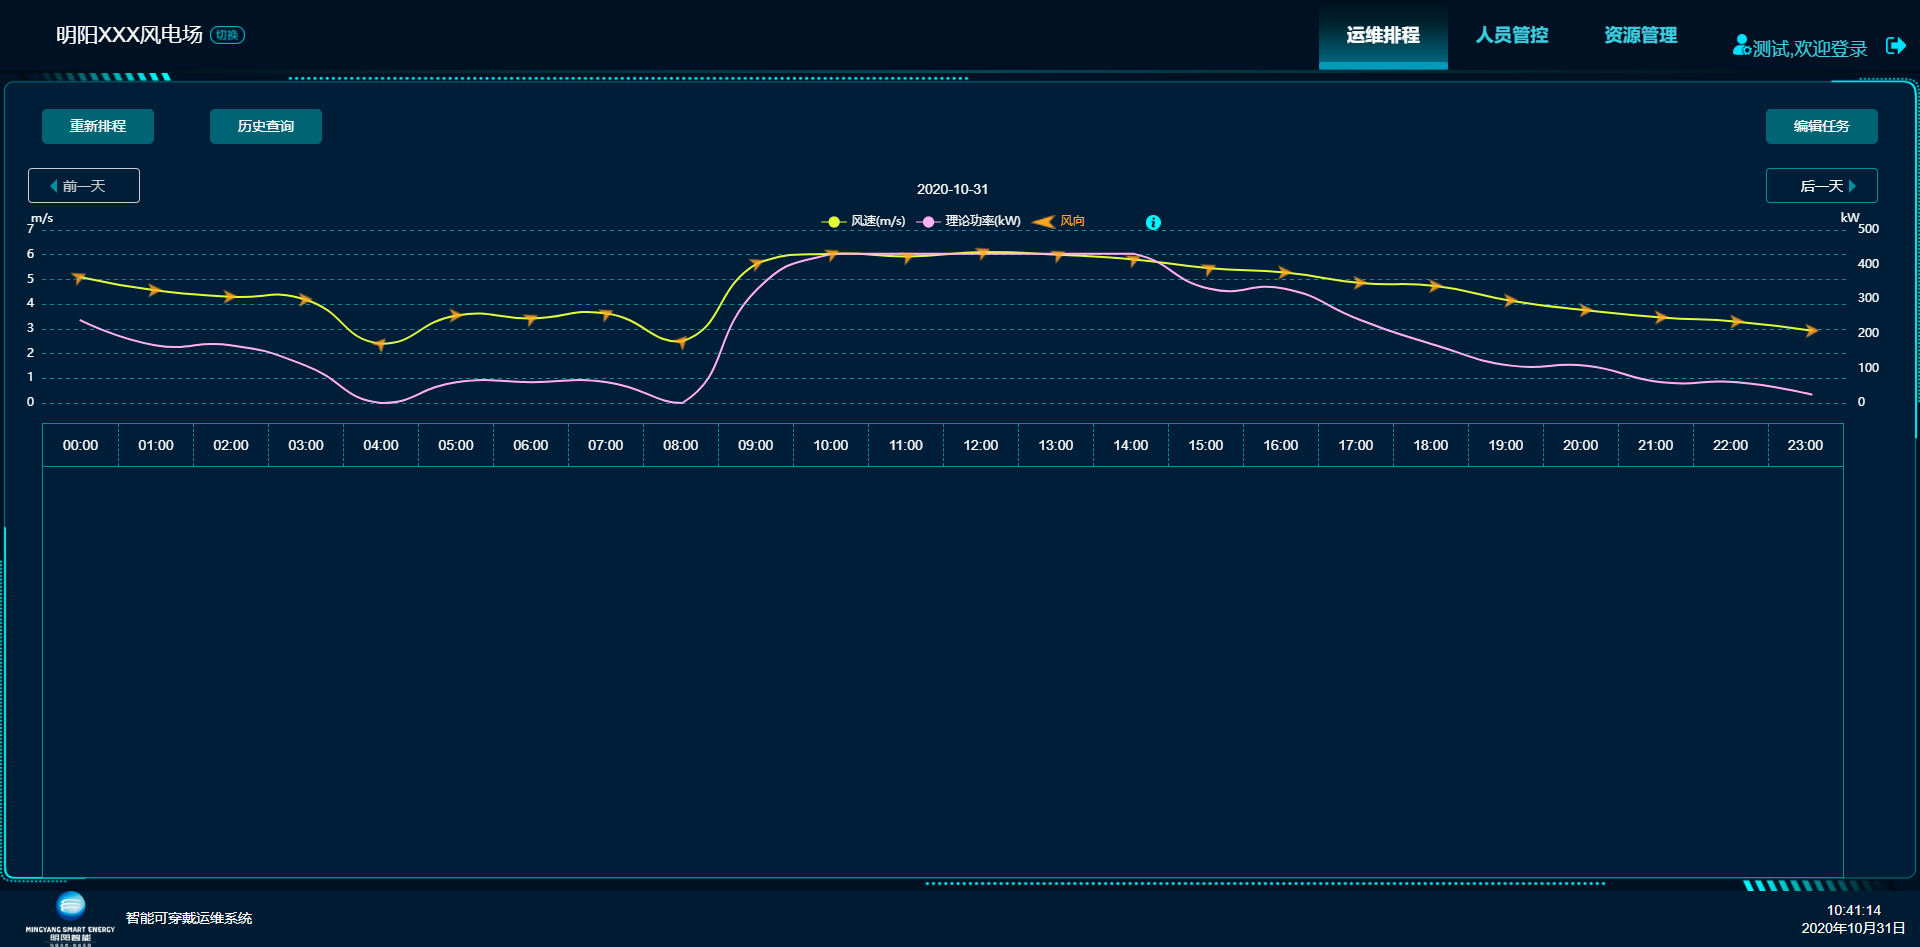 明阳XXX风电场 切换
运维排程 人员管控 资源管理 测试,欢迎登录
重新排程 历史查询 编辑任务
前一天 2020-10-31 后一天
风速(m/s) 理论功率(kW) 风向
m/s kW
7 500
6
5 400
4 300
3 200
2
1 100
0 0
00:00 01:00 02:00 03:00 04:00 05:00 06:00 07:00 08:00 09:00 10:00 11:00 12:00 13:00 14:00 15:00 16:00 17:00 18:00 19:00 20:00 21:00 22:00 23:00
MINGYANG SMART ENERGY
明阳智能
智能可穿戴运维系统
10:41:14
2020年10月31日